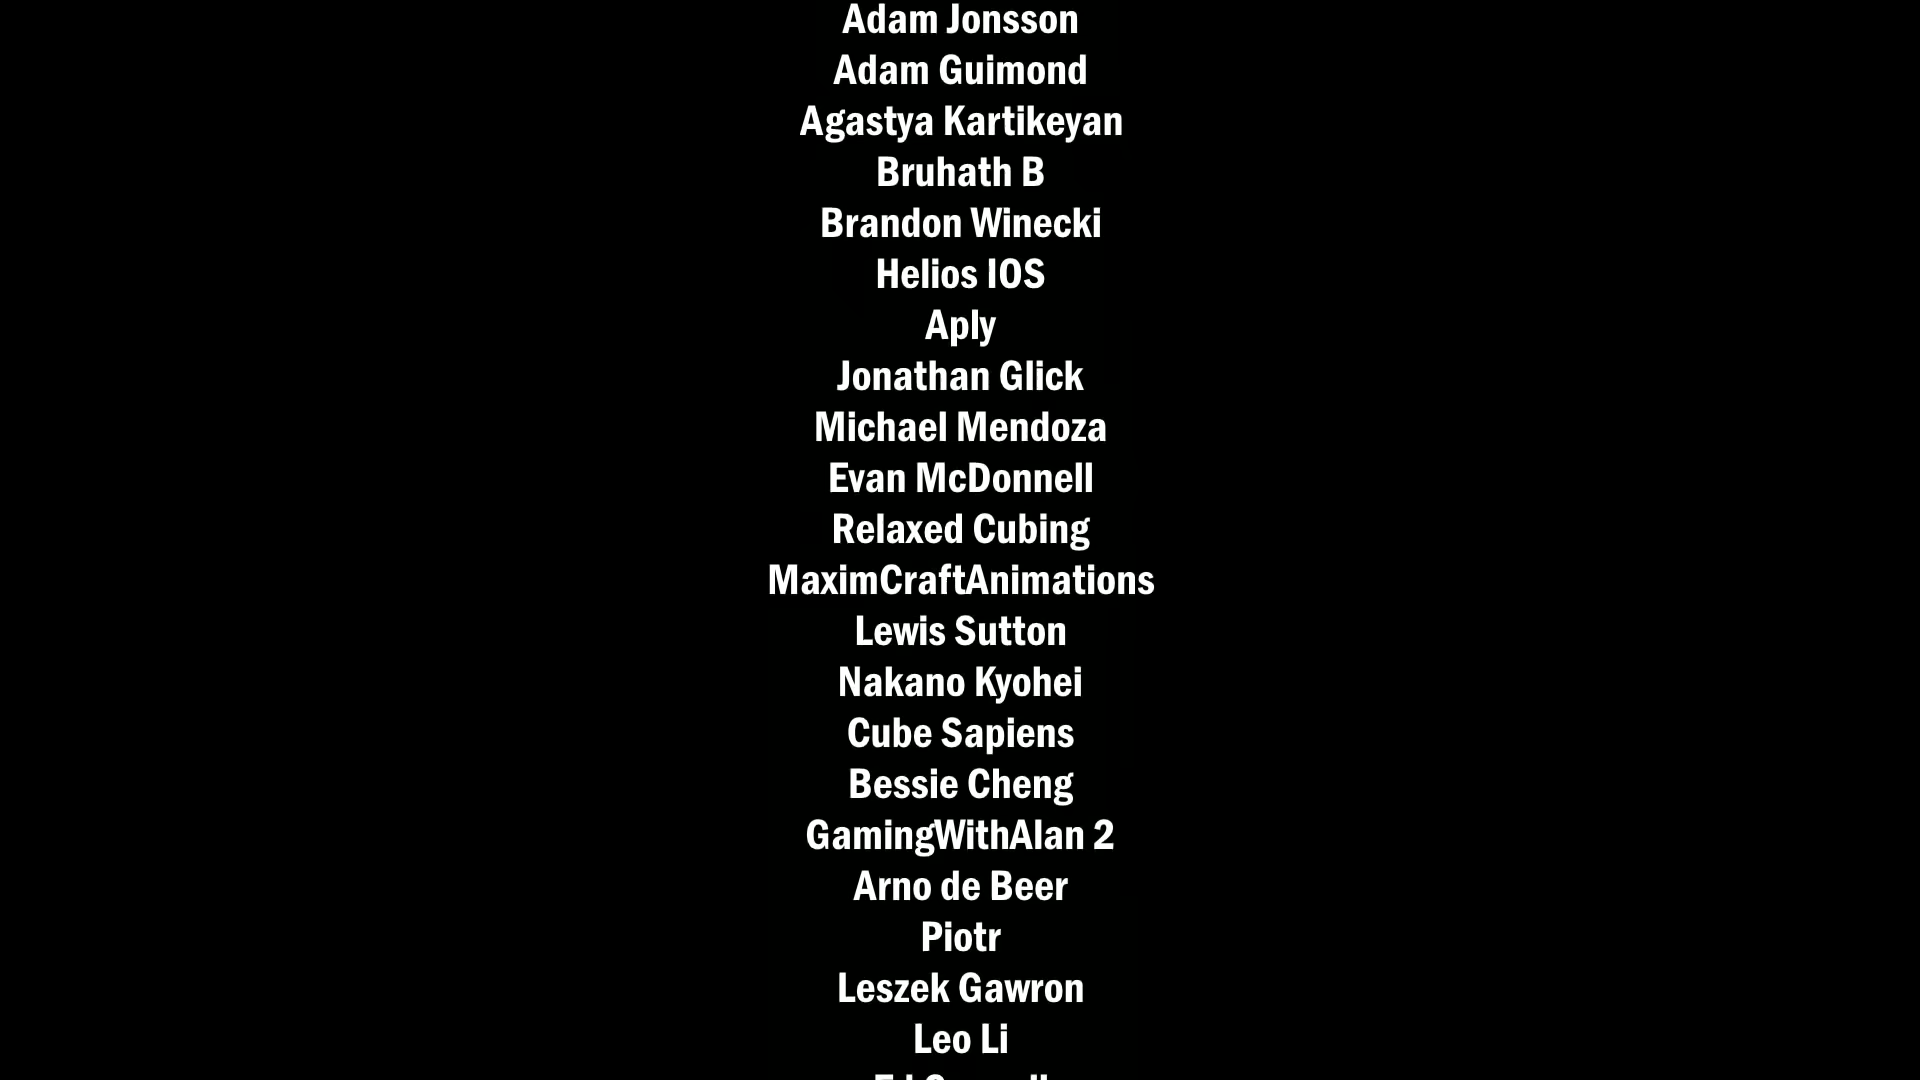 Adam Jonsson
Adam Guimond
Agastya Kartikeyan
Bruhath B
Brandon Winecki
Helios IOS
Aply
Jonathan Glick
Michael Mendoza
Evan McDonnell
Relaxed Cubing
MaximCraftAnimations
Lewis Sutton
Nakano Kyohei
Cube Sapiens
Bessie Cheng
GamingWithAlan 2
Arno de Beer
Piotr
Leszek Gawron
Leo Li